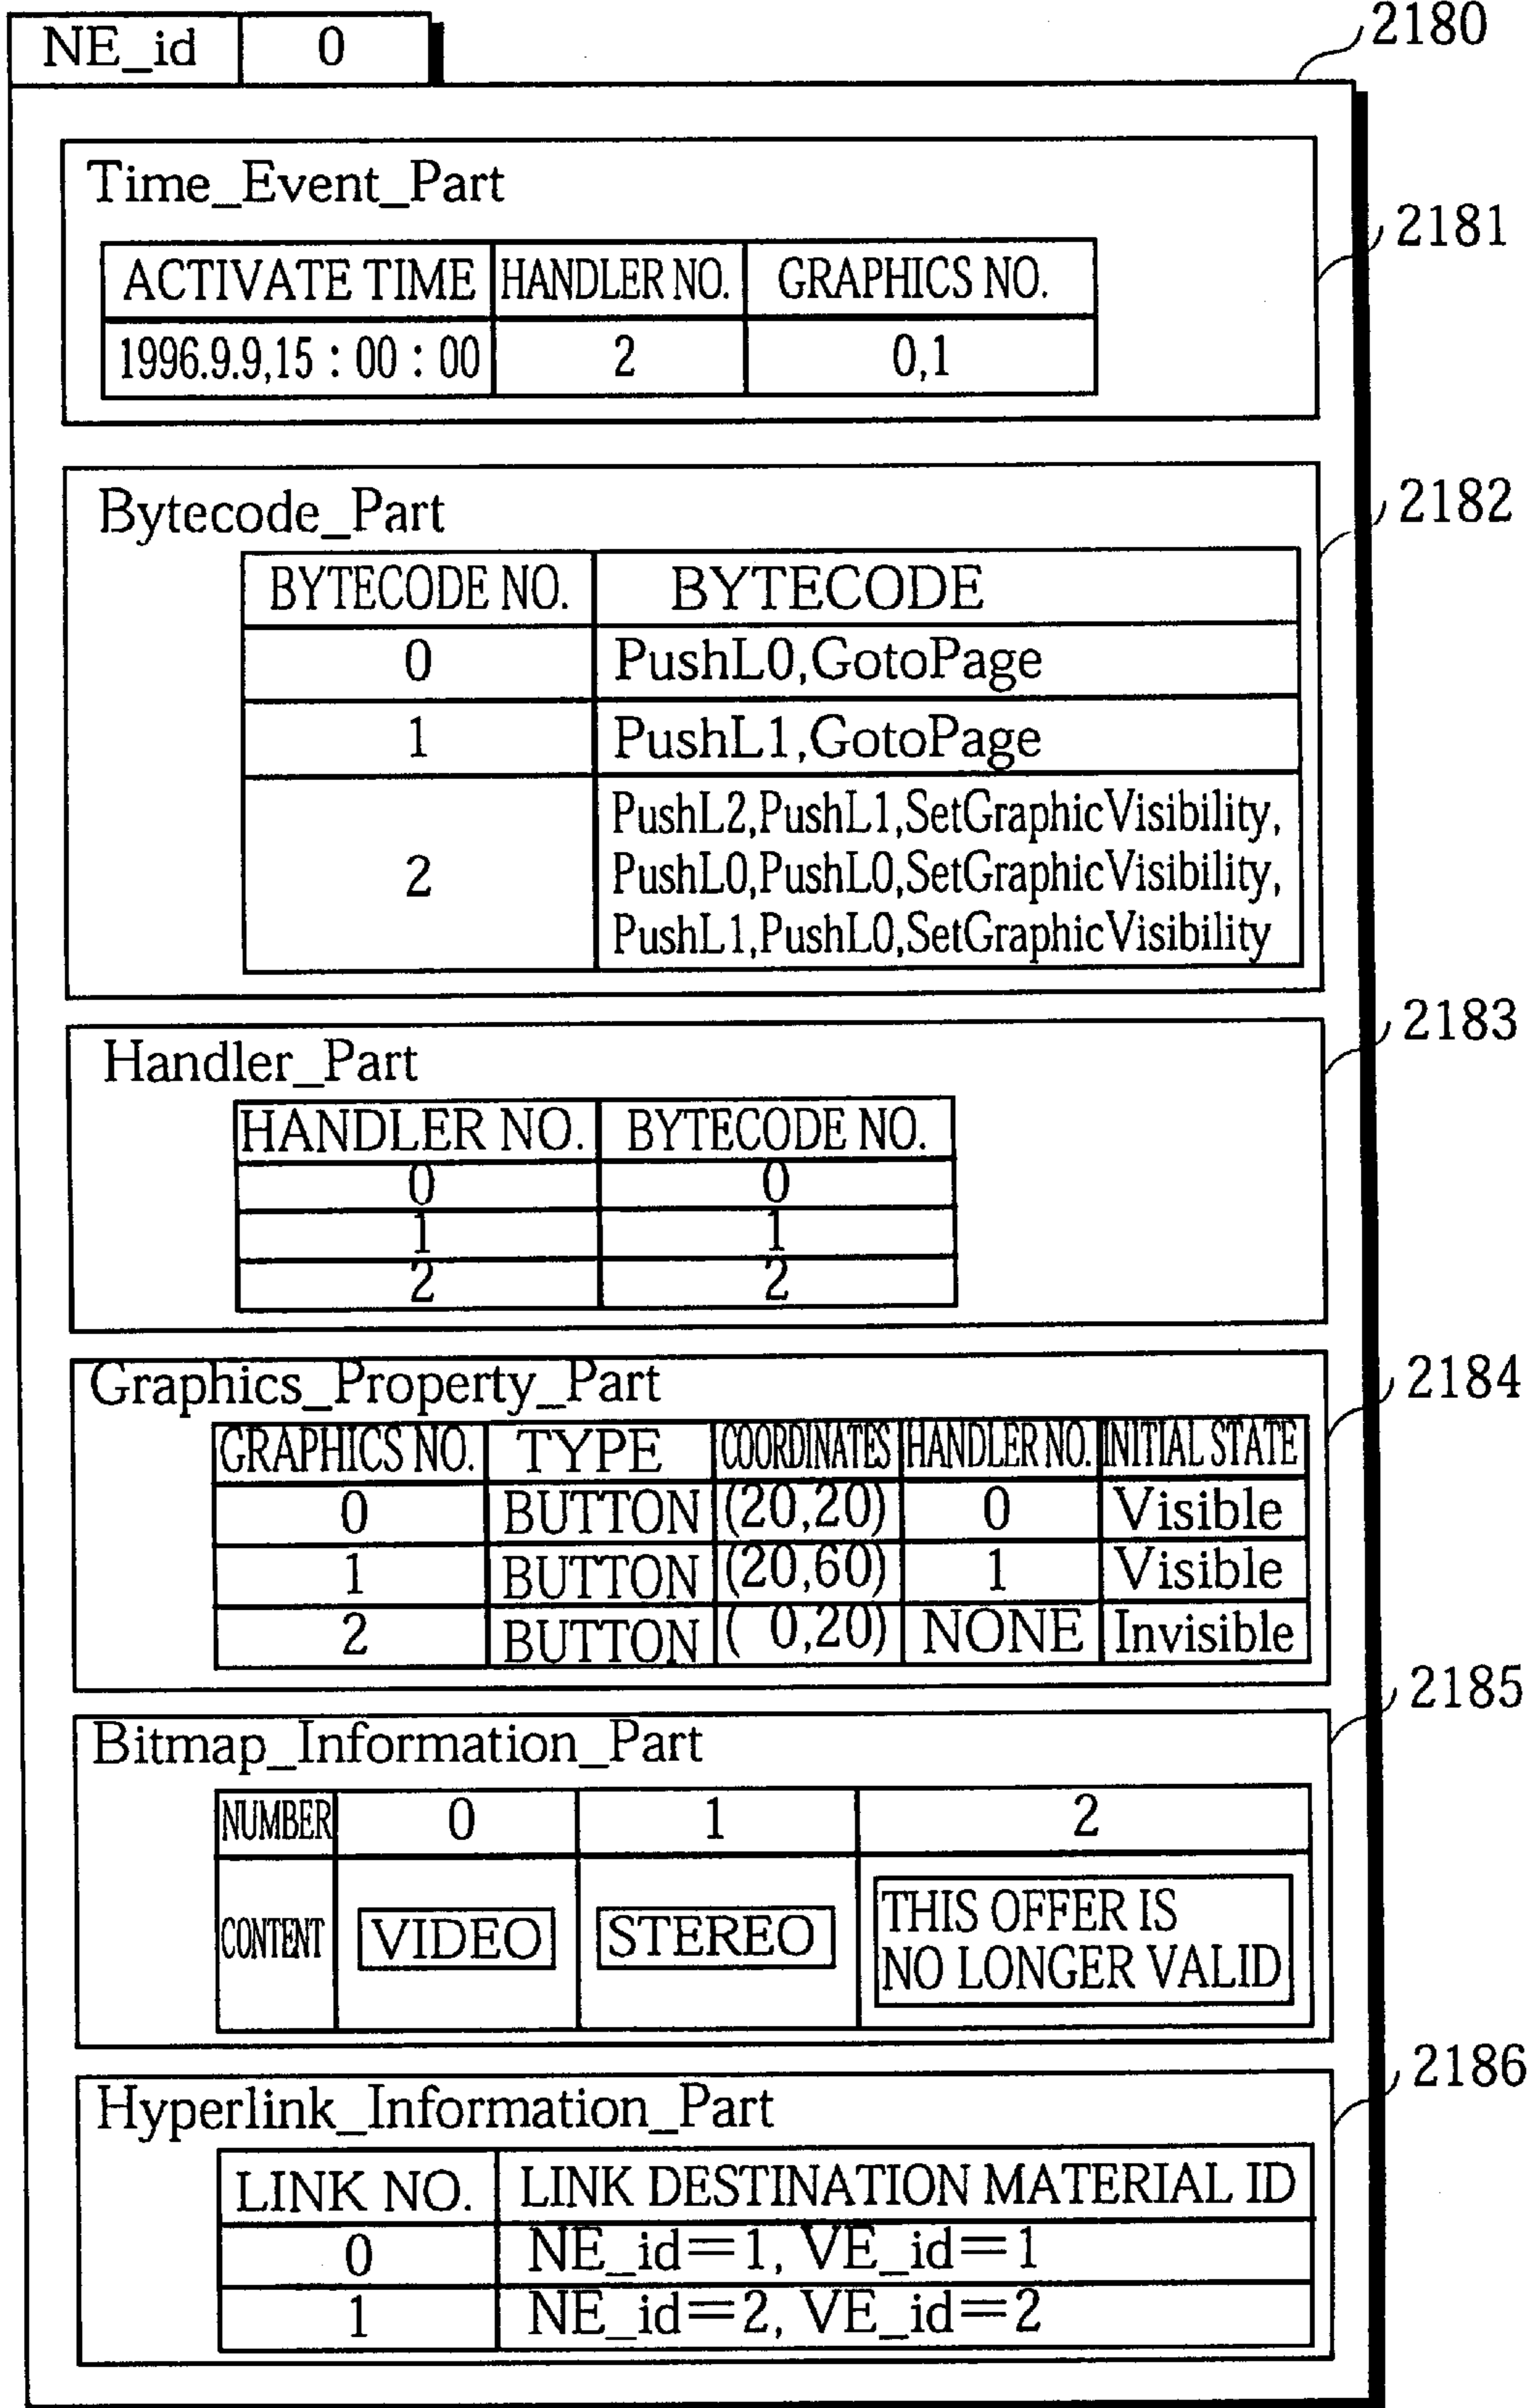 NE_id 0
2180
Time_Event_Part
2181
ACTIVATE TIME HANDLER NO. GRAPHICS NO.
1996.9.9,15 : 00 : 00 2 0,1
Bytecode_Part
2182
BYTECODE NO. BYTECODE
0 PushL0,GotoPage
1 PushL1,GotoPage
2 PushL2,PushL1,SetGraphicVisibility,
PushL0,PushL0,SetGraphicVisibility,
PushL1,PushL0,SetGraphicVisibility
2183
Handler_Part
HANDLER NO. BYTECODE NO.
0 0
1 1
2 2
2184
Graphics_Property_Part
GRAPHICS NO. TYPE COORDINATES HANDLER NO. INITIAL STATE
0 BUTTON (20,20) 0 Visible
1 BUTTON (20,60) 1 Visible
2 BUTTON ( 0,20) NONE Invisible
2185
Bitmap_Information_Part
NUMBER 0 1 2
CONTENT VIDEO STEREO THIS OFFER IS
NO LONGER VALID
2186
Hyperlink_Information_Part
LINK NO. LINK DESTINATION MATERIAL ID
0 NE_id=1, VE_id=1
1 NE_id=2, VE_id=2